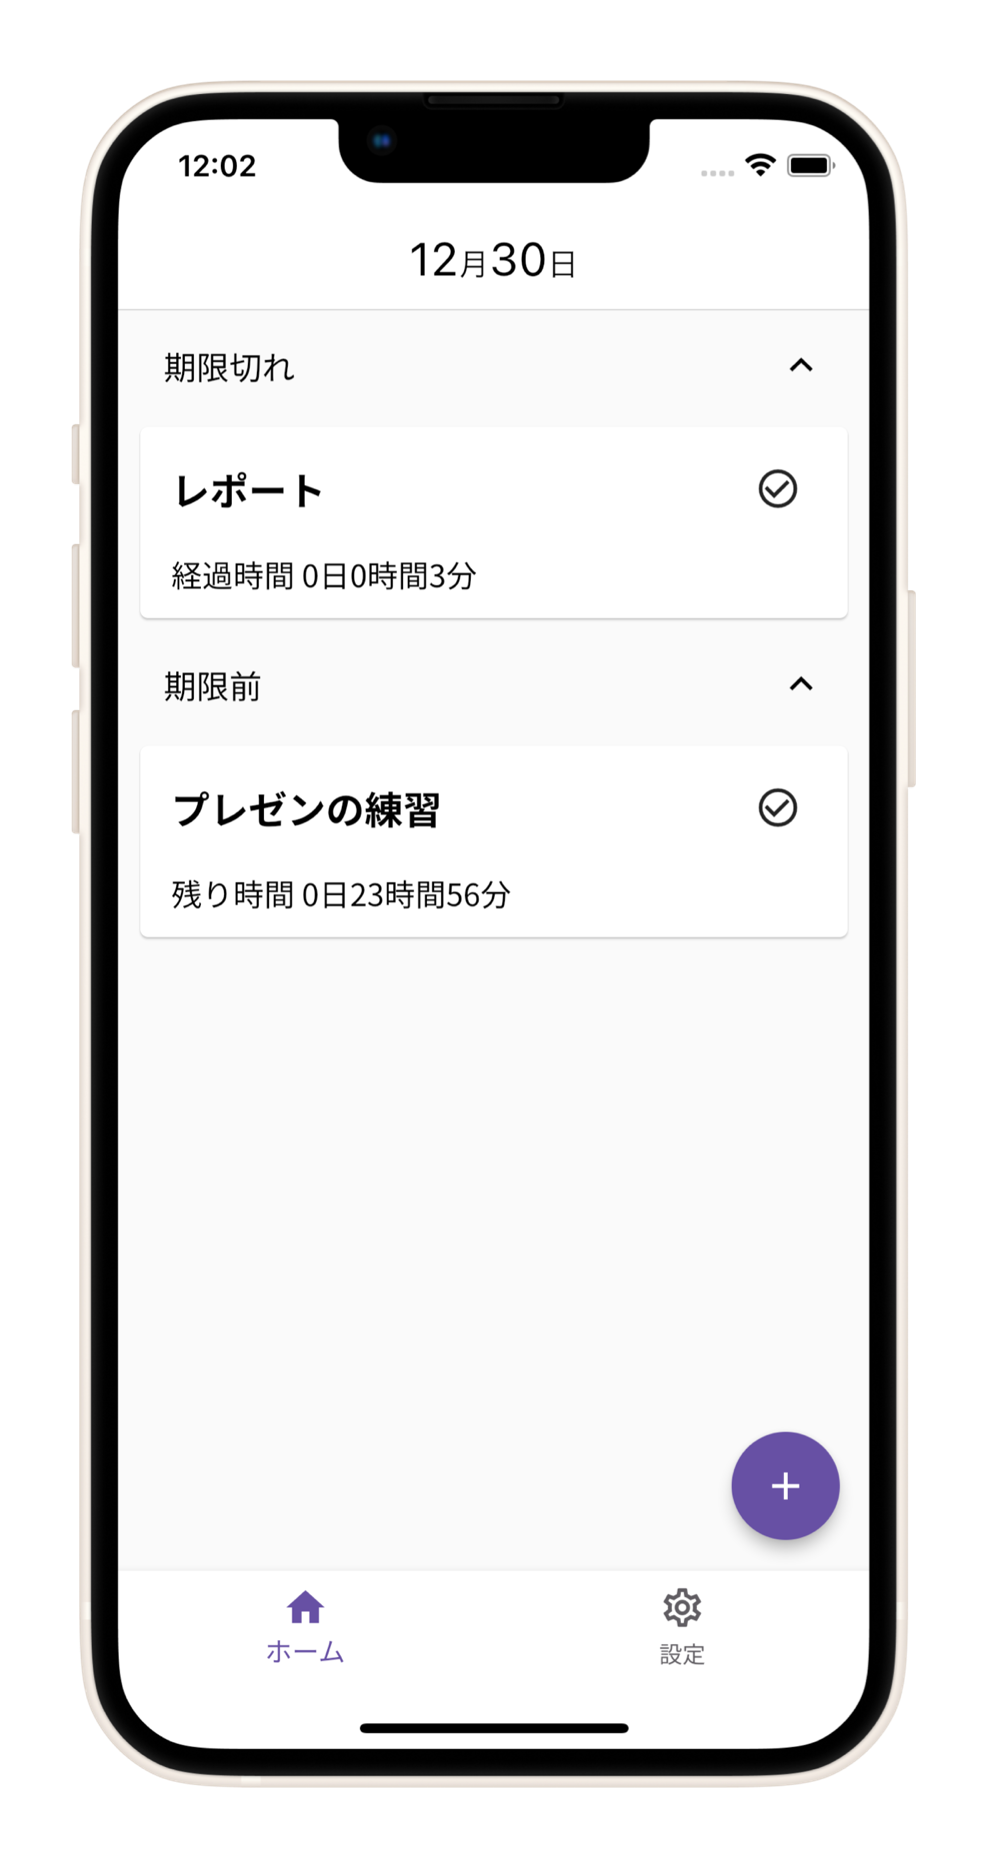 12:02
12月30日
期限切れ
レポート
経過時間 0日0時間3分
期限前
プレゼンの練習
残り時間 0日23時間56分
ホーム
設定